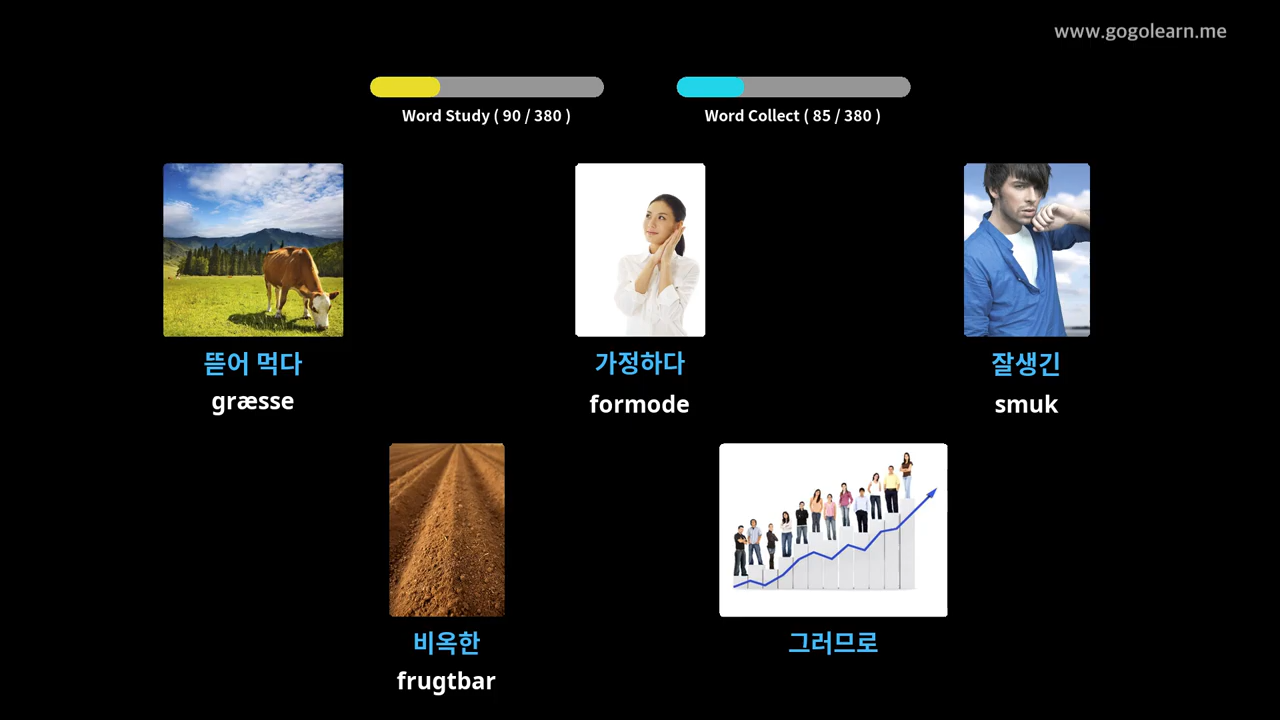 www.gogolearn.me
Word Study ( 90 / 380 )
Word Collect ( 85 / 380 )
뜯어 먹다
græsse
가정하다
formode
잘생긴
smuk
비옥한
frugtbar
그러므로